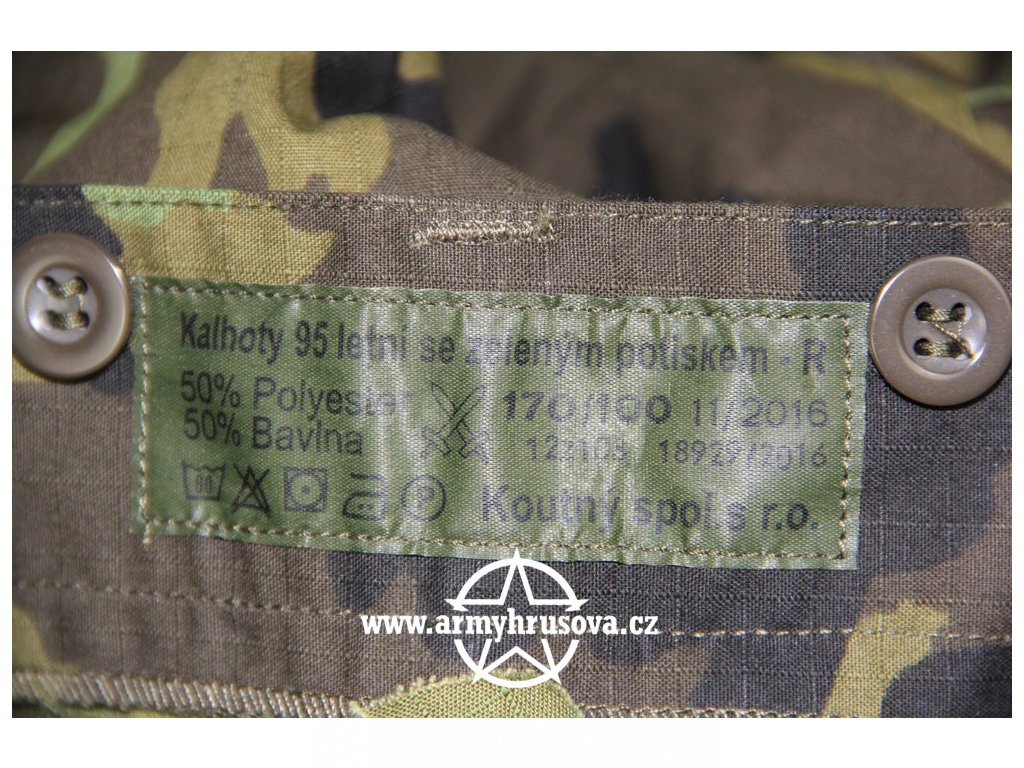 Kalhoty 95 letní se zeleným potiskem - R
50% Polyester 170/100 11/2016
50% Bavlna 18929/2016
P
Koutný spol.s r.o.
www.armyhrusova.cz